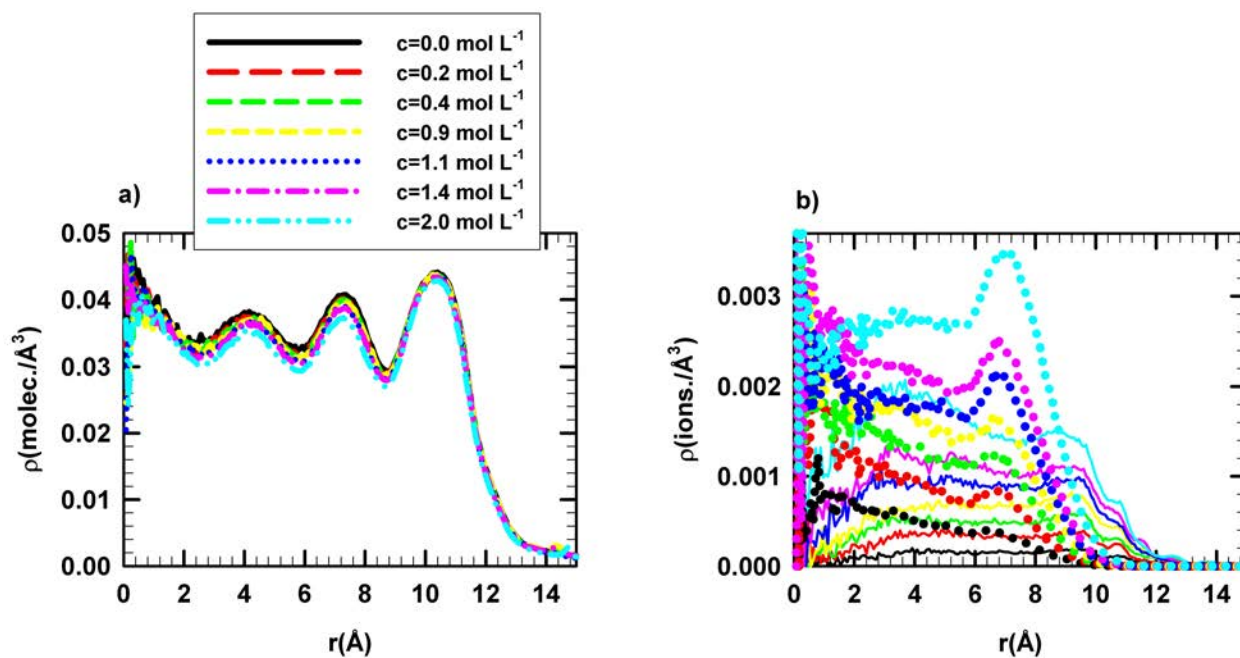 c=0.0 mol L⁻¹
c=0.2 mol L⁻¹
c=0.4 mol L⁻¹
c=0.9 mol L⁻¹
c=1.1 mol L⁻¹
c=1.4 mol L⁻¹
c=2.0 mol L⁻¹
a)
0.05
0.04
0.03
0.02
0.01
0.00
ρ(molec./Å³)
0 2 4 6 8 10 12 14
r(Å)
b)
0.003
0.002
0.001
0.000
ρ(ions./Å³)
0 2 4 6 8 10 12 14
r(Å)